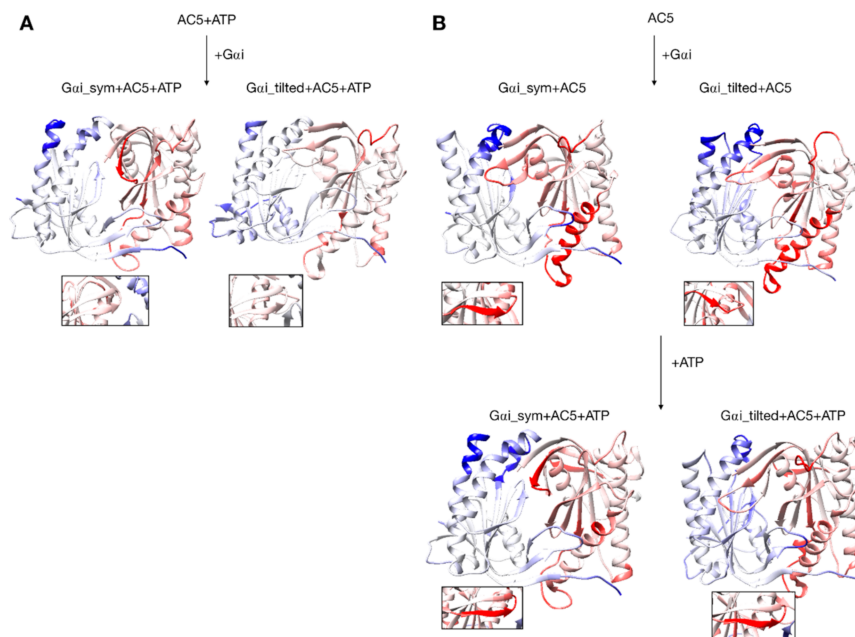 A
AC5+ATP
+Gαi
Gαi_sym+AC5+ATP
Gαi_tilted+AC5+ATP
B
AC5
+Gαi
Gαi_sym+AC5
Gαi_tilted+AC5
+ATP
Gαi_sym+AC5+ATP
Gαi_tilted+AC5+ATP